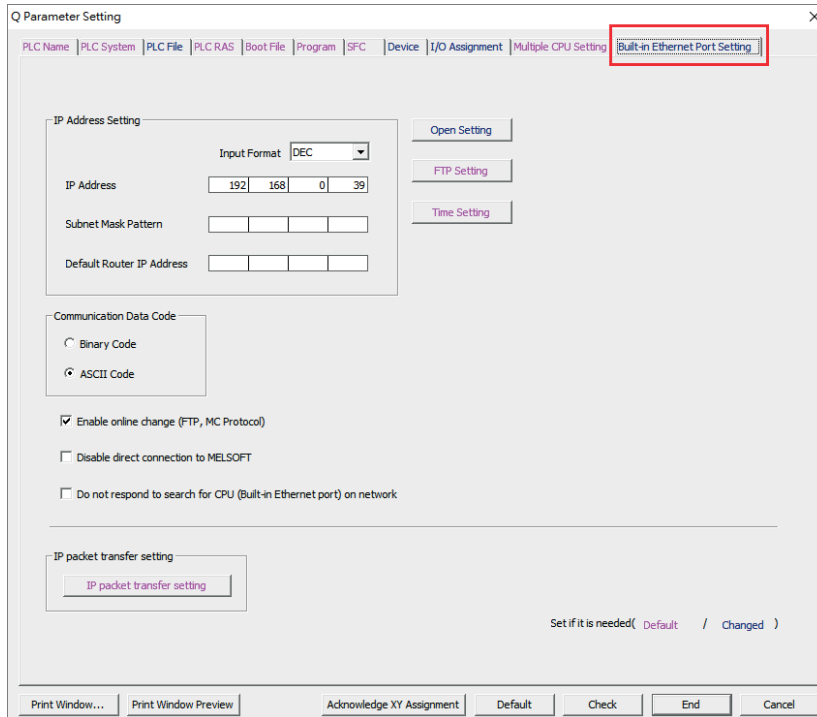 Q Parameter Setting
PLC Name PLC System PLC File PLC RAS Boot File Program SFC Device I/O Assignment Multiple CPU Setting Built-in Ethernet Port Setting
IP Address Setting
Input Format DEC
IP Address 192 168 0 39
Subnet Mask Pattern
Default Router IP Address
Open Setting
FTP Setting
Time Setting
Communication Data Code
Binary Code
ASCII Code
Enable online change (FTP, MC Protocol)
Disable direct connection to MELSOFT
Do not respond to search for CPU (Built-in Ethernet port) on network
IP packet transfer setting
IP packet transfer setting
Set if it is needed( Default / Changed )
Print Window... Print Window Preview Acknowledge XY Assignment Default Check End Cancel